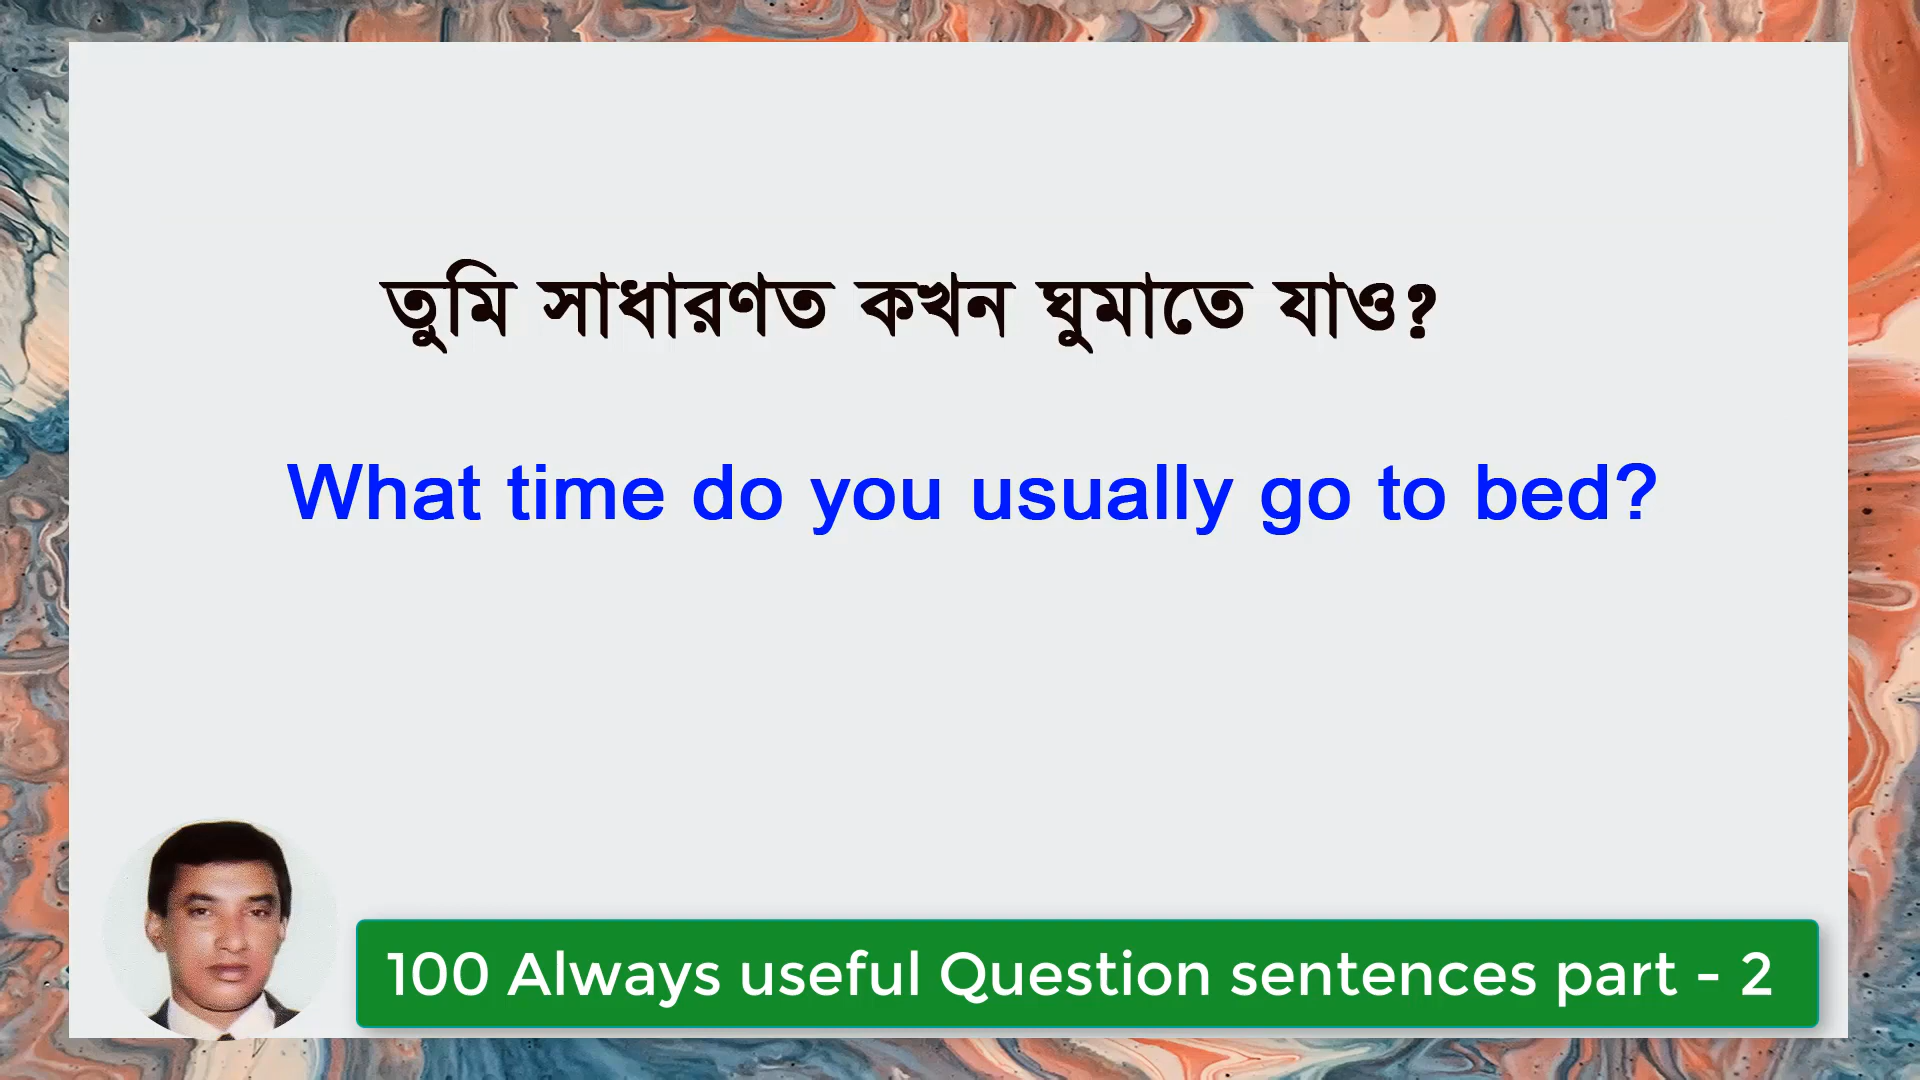 তুমি সাধারণত কখন ঘুমাতে যাও?
What time do you usually go to bed?
100 Always useful Question sentences part - 2